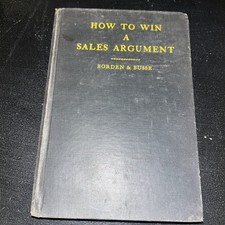 HOW TO WIN
A
SALES ARGUMENT
BORDEN & BUSSE